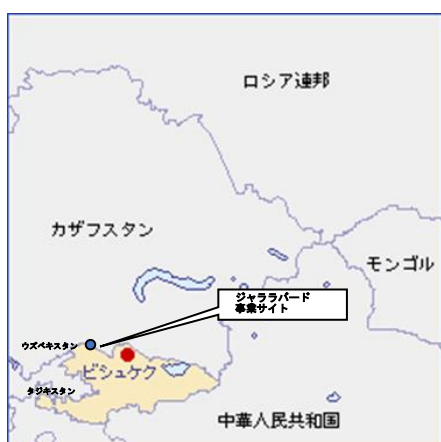 ロシア連邦
カザフスタン
モンゴル
ジャララバード
事業サイト
ウズベキスタン
ビシュケク
タジキスタン
中華人民共和国